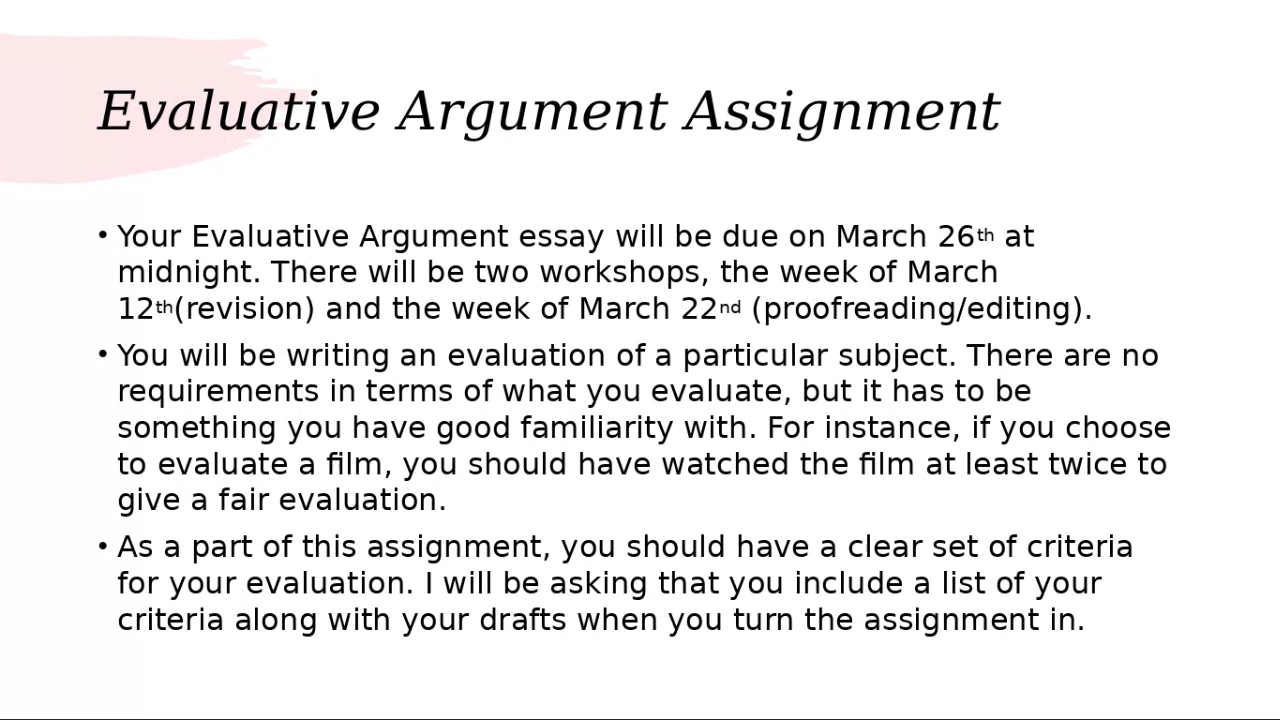 Evaluative Argument Assignment
• Your Evaluative Argument essay will be due on March 26th at
midnight. There will be two workshops, the week of March
12th(revision) and the week of March 22nd (proofreading/editing).
• You will be writing an evaluation of a particular subject. There are no
requirements in terms of what you evaluate, but it has to be
something you have good familiarity with. For instance, if you choose
to evaluate a film, you should have watched the film at least twice to
give a fair evaluation.
• As a part of this assignment, you should have a clear set of criteria
for your evaluation. I will be asking that you include a list of your
criteria along with your drafts when you turn the assignment in.